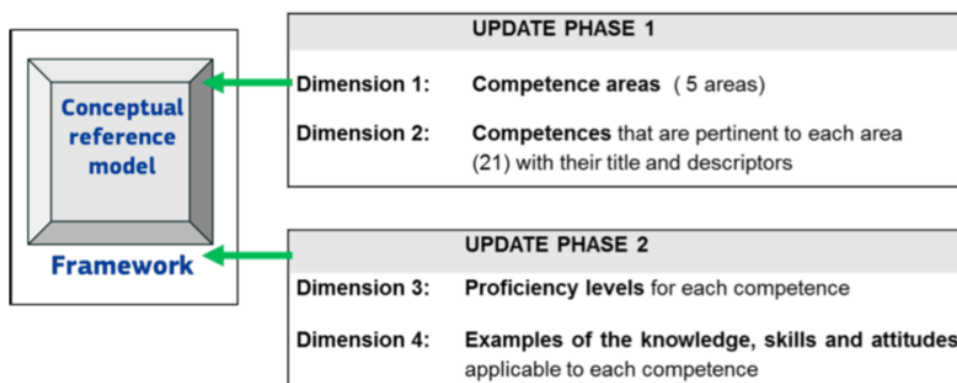 Conceptual
reference
model
Framework
UPDATE PHASE 1
Dimension 1: Competence areas ( 5 areas)
Dimension 2: Competences that are pertinent to each area
(21) with their title and descriptors
UPDATE PHASE 2
Dimension 3: Proficiency levels for each competence
Dimension 4: Examples of the knowledge, skills and attitudes
applicable to each competence